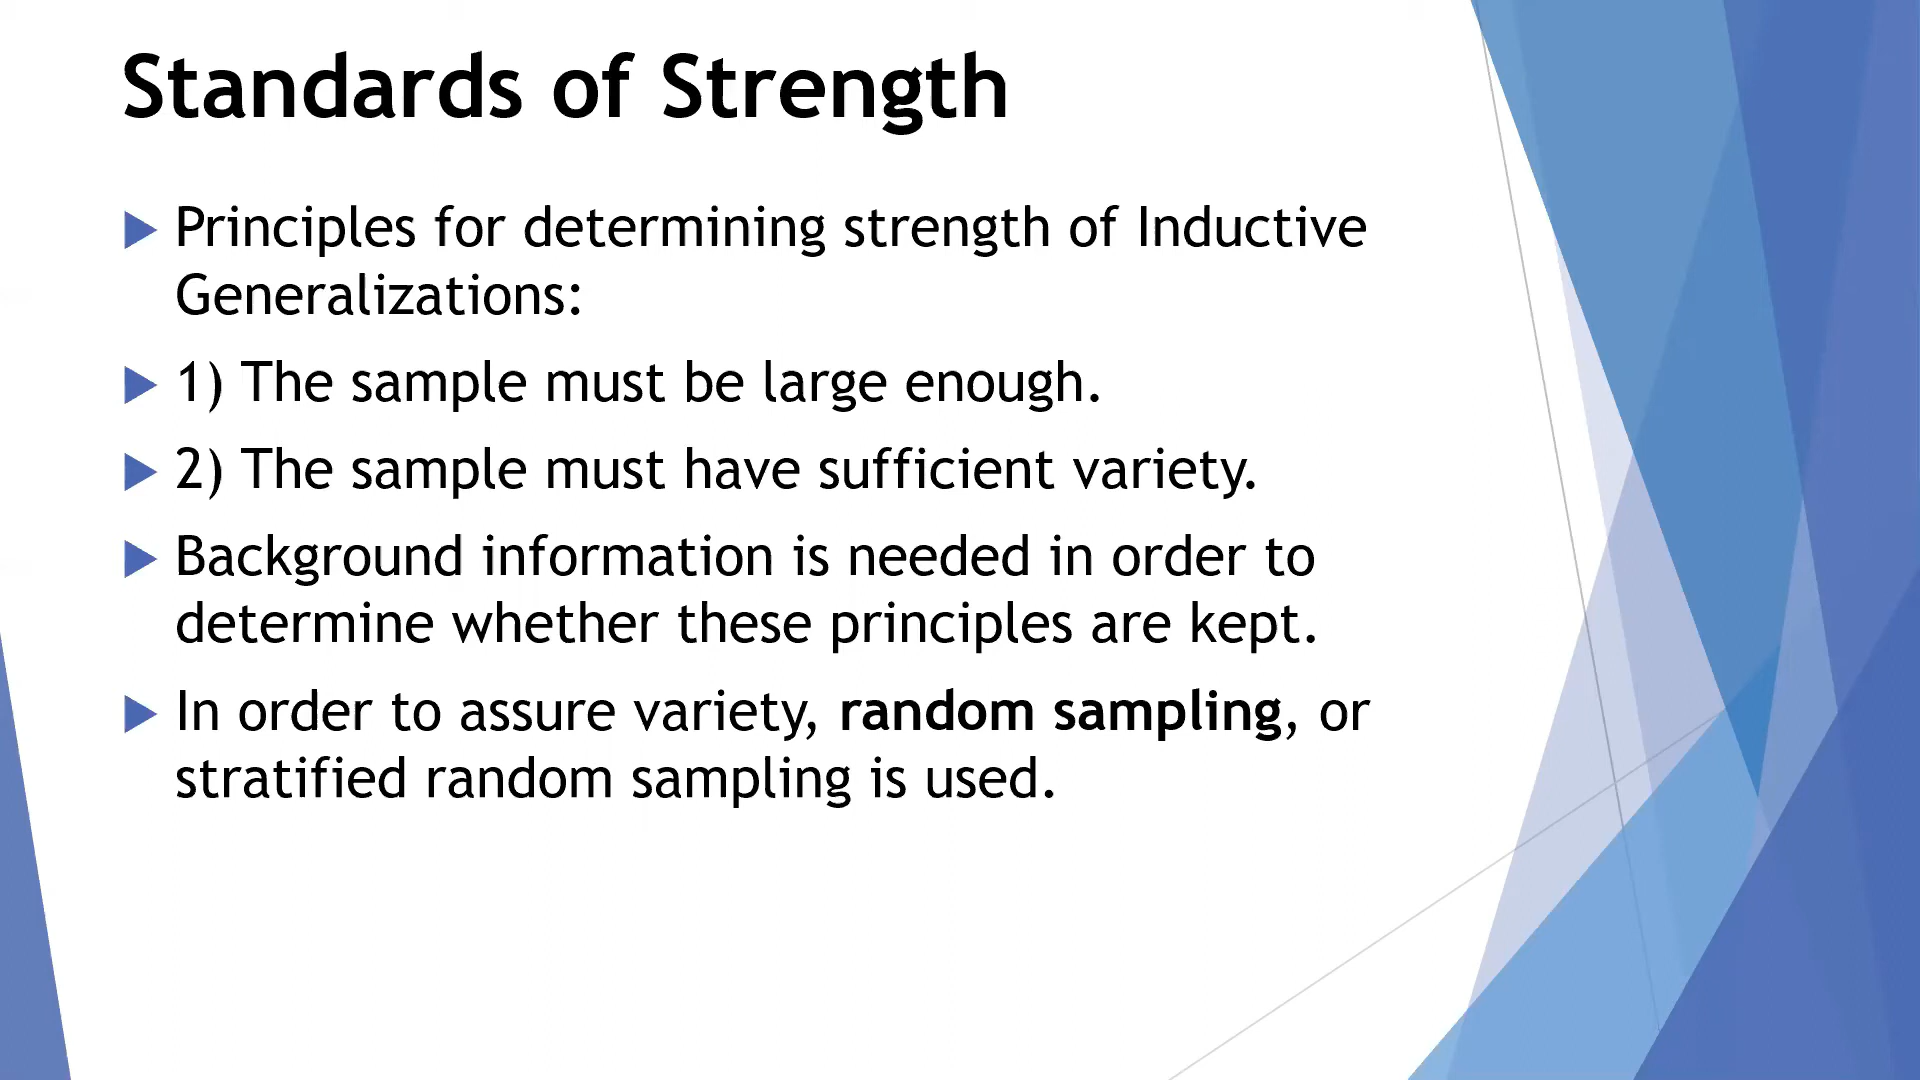 Standards of Strength
Principles for determining strength of Inductive
Generalizations:
1) The sample must be large enough.
2) The sample must have sufficient variety.
Background information is needed in order to
determine whether these principles are kept.
In order to assure variety, random sampling, or
stratified random sampling is used.